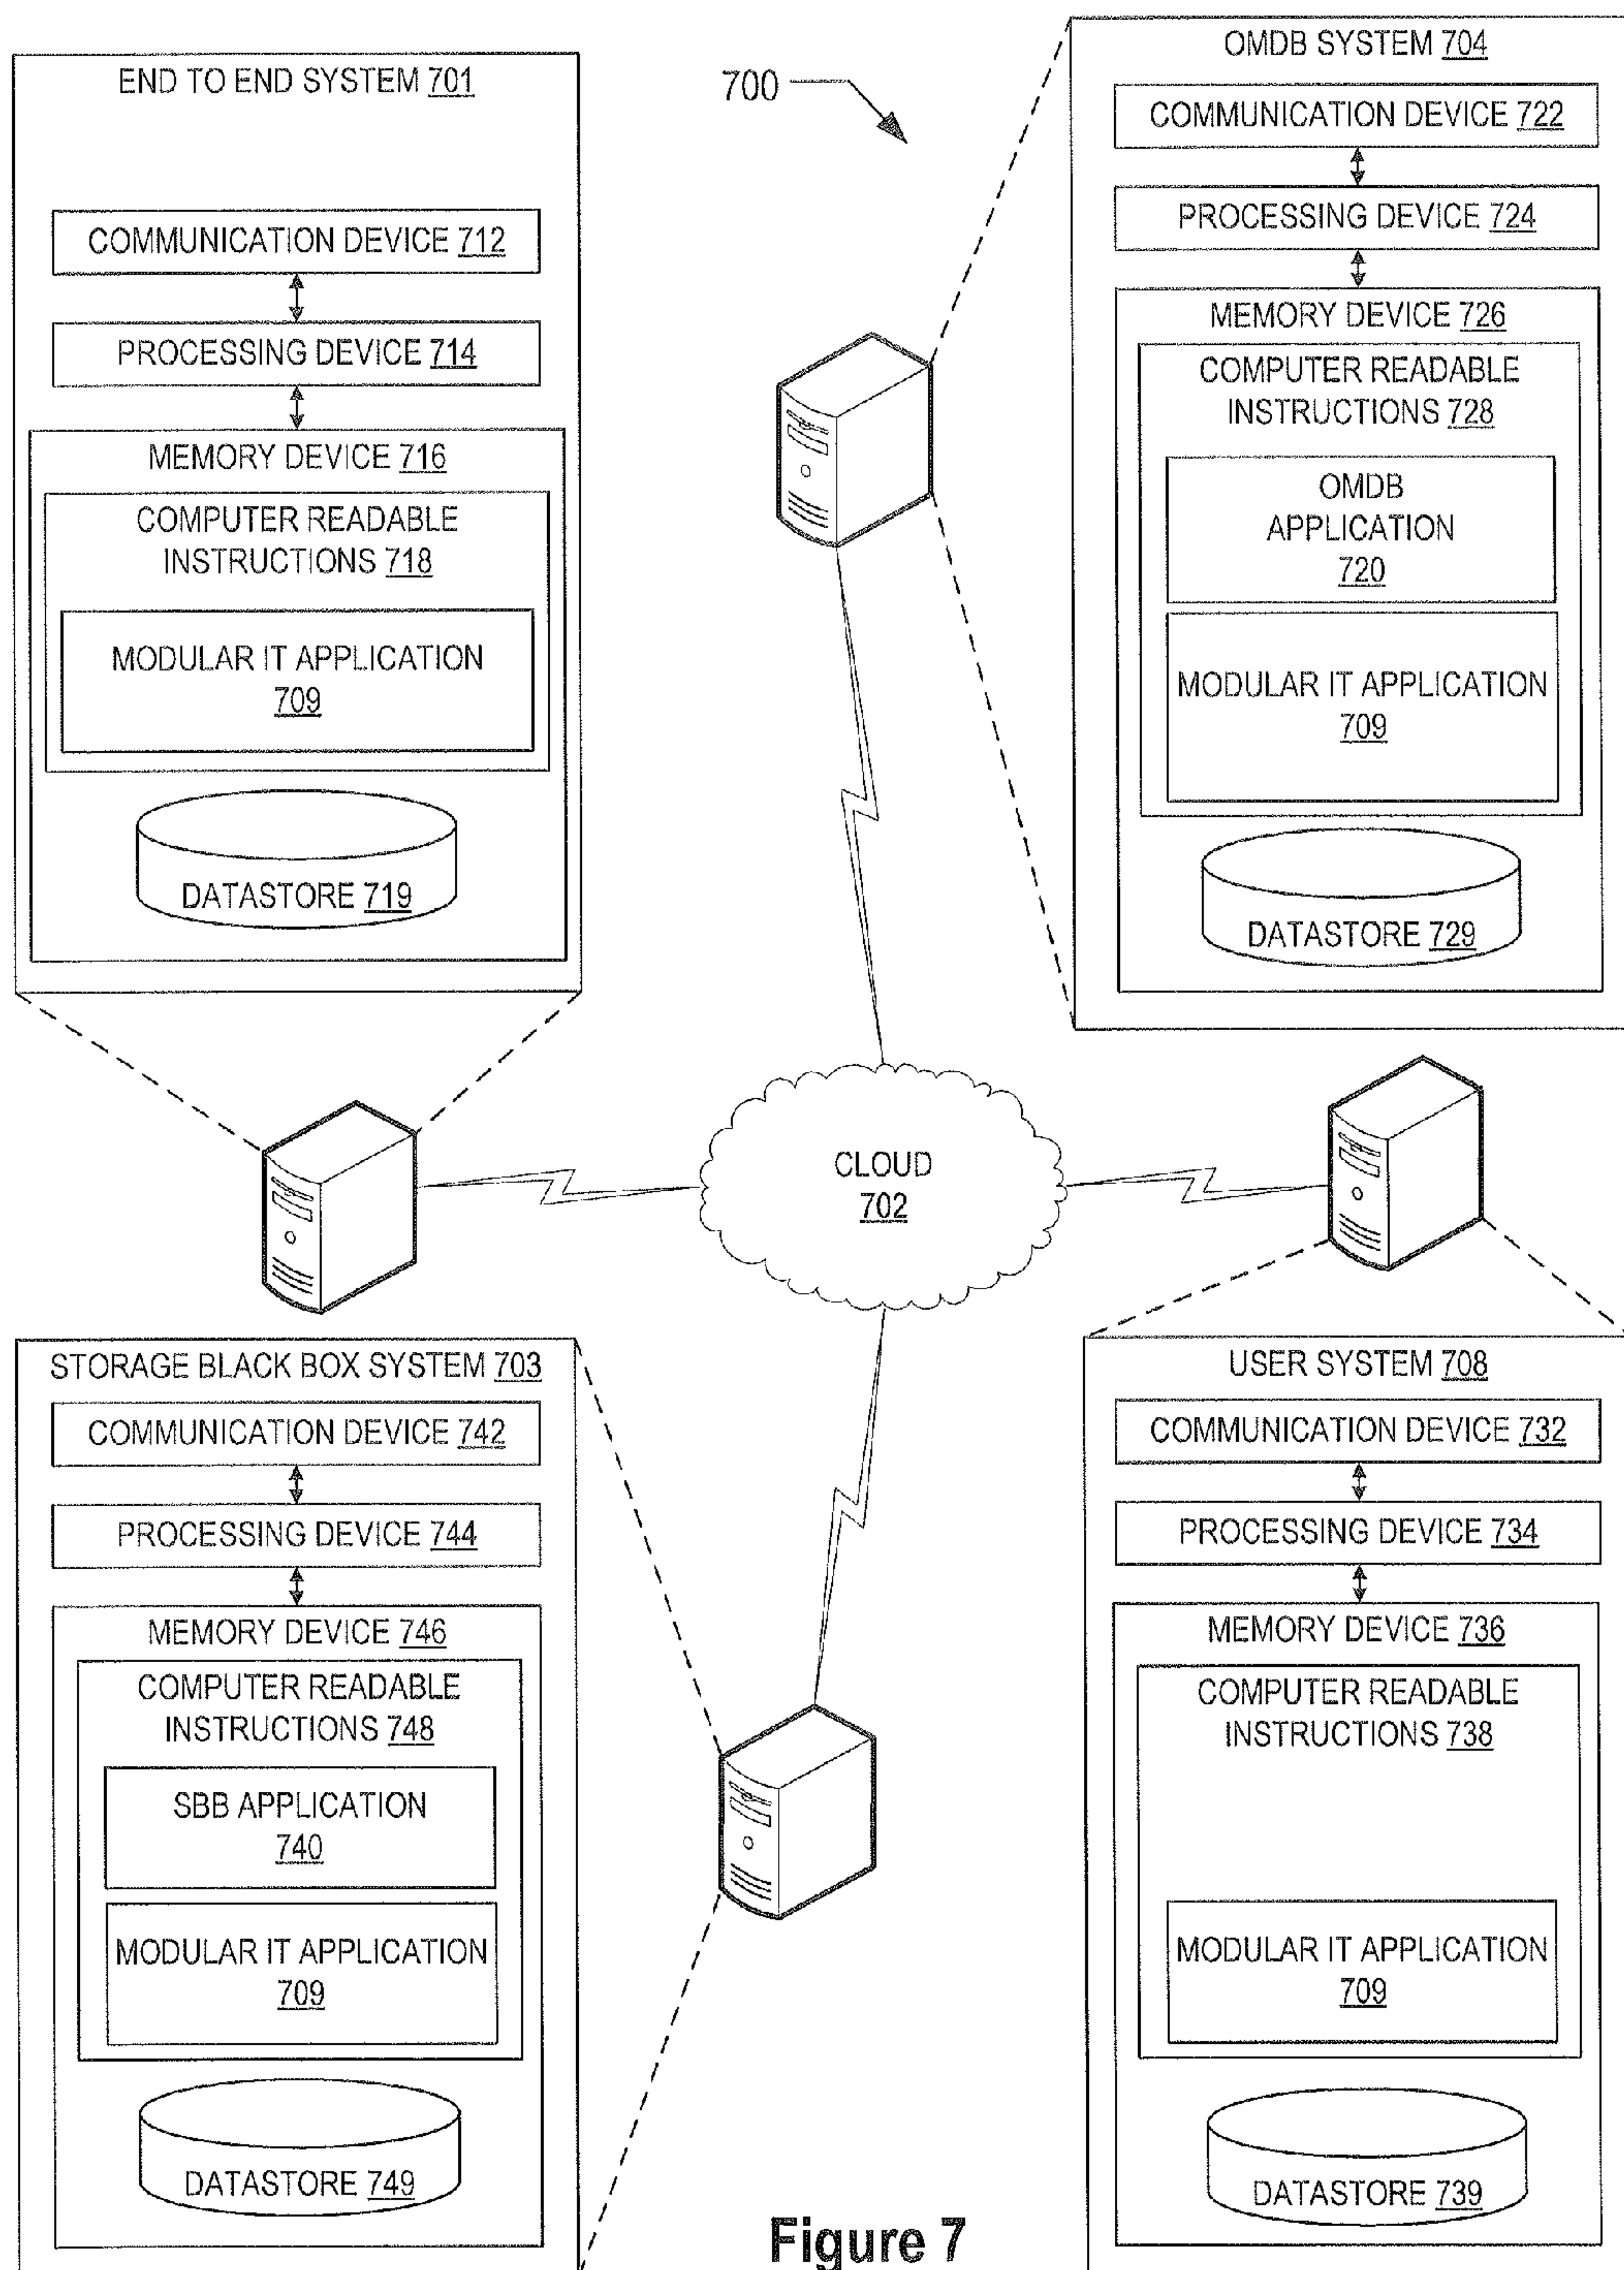 700
END TO END SYSTEM 701
COMMUNICATION DEVICE 712
PROCESSING DEVICE 714
MEMORY DEVICE 716
COMPUTER READABLE
INSTRUCTIONS 718
MODULAR IT APPLICATION
709
DATASTORE 719
OMDB SYSTEM 704
COMMUNICATION DEVICE 722
PROCESSING DEVICE 724
MEMORY DEVICE 726
COMPUTER READABLE
INSTRUCTIONS 728
OMDB
APPLICATION
720
MODULAR IT APPLICATION
709
DATASTORE 729
CLOUD
702
STORAGE BLACK BOX SYSTEM 703
COMMUNICATION DEVICE 742
PROCESSING DEVICE 744
MEMORY DEVICE 746
COMPUTER READABLE
INSTRUCTIONS 748
SBB APPLICATION
740
MODULAR IT APPLICATION
709
DATASTORE 749
USER SYSTEM 708
COMMUNICATION DEVICE 732
PROCESSING DEVICE 734
MEMORY DEVICE 736
COMPUTER READABLE
INSTRUCTIONS 738
MODULAR IT APPLICATION
709
DATASTORE 739
Figure 7